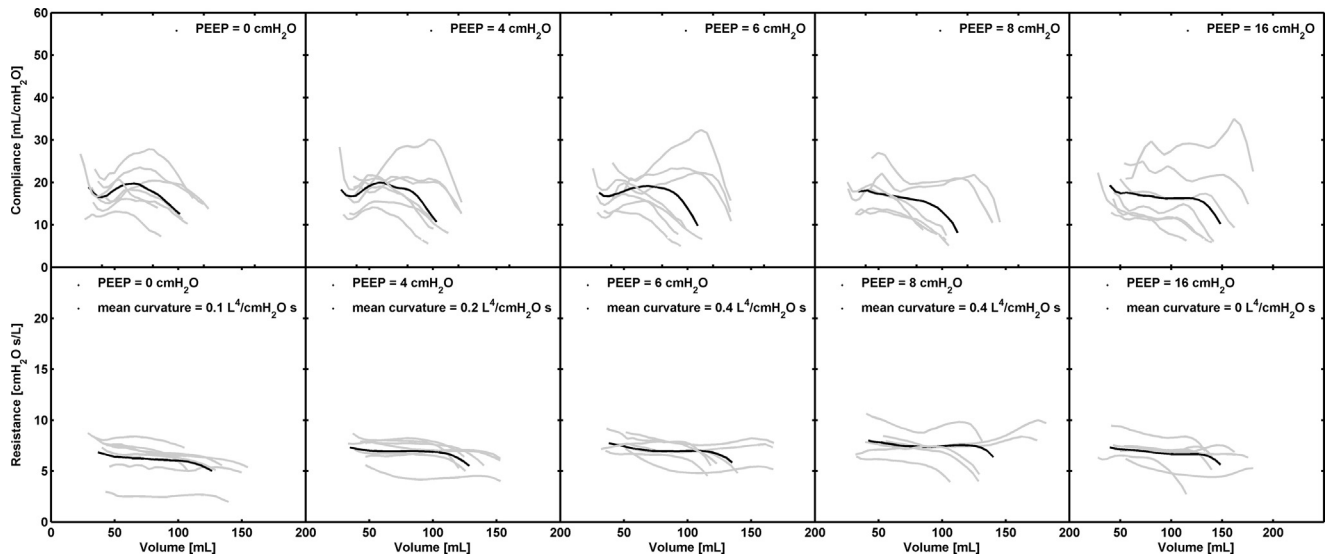 60
50
40
30
20
10
0
Compliance [mL/cmH₂O]
PEEP = 0 cmH₂O
PEEP = 4 cmH₂O
PEEP = 6 cmH₂O
PEEP = 8 cmH₂O
PEEP = 16 cmH₂O
20
15
10
5
0
Resistance [cmH₂O s/L]
PEEP = 0 cmH₂O
mean curvature = 0.1 L⁴/cmH₂O s
PEEP = 4 cmH₂O
mean curvature = 0.2 L⁴/cmH₂O s
PEEP = 6 cmH₂O
mean curvature = 0.4 L⁴/cmH₂O s
PEEP = 8 cmH₂O
mean curvature = 0.4 L⁴/cmH₂O s
PEEP = 16 cmH₂O
mean curvature = 0 L⁴/cmH₂O s
0 50 100 150 200 50 100 150 200 50 100 150 200 50 100 150 200 50 100 150 200
Volume [mL] Volume [mL] Volume [mL] Volume [mL] Volume [mL]